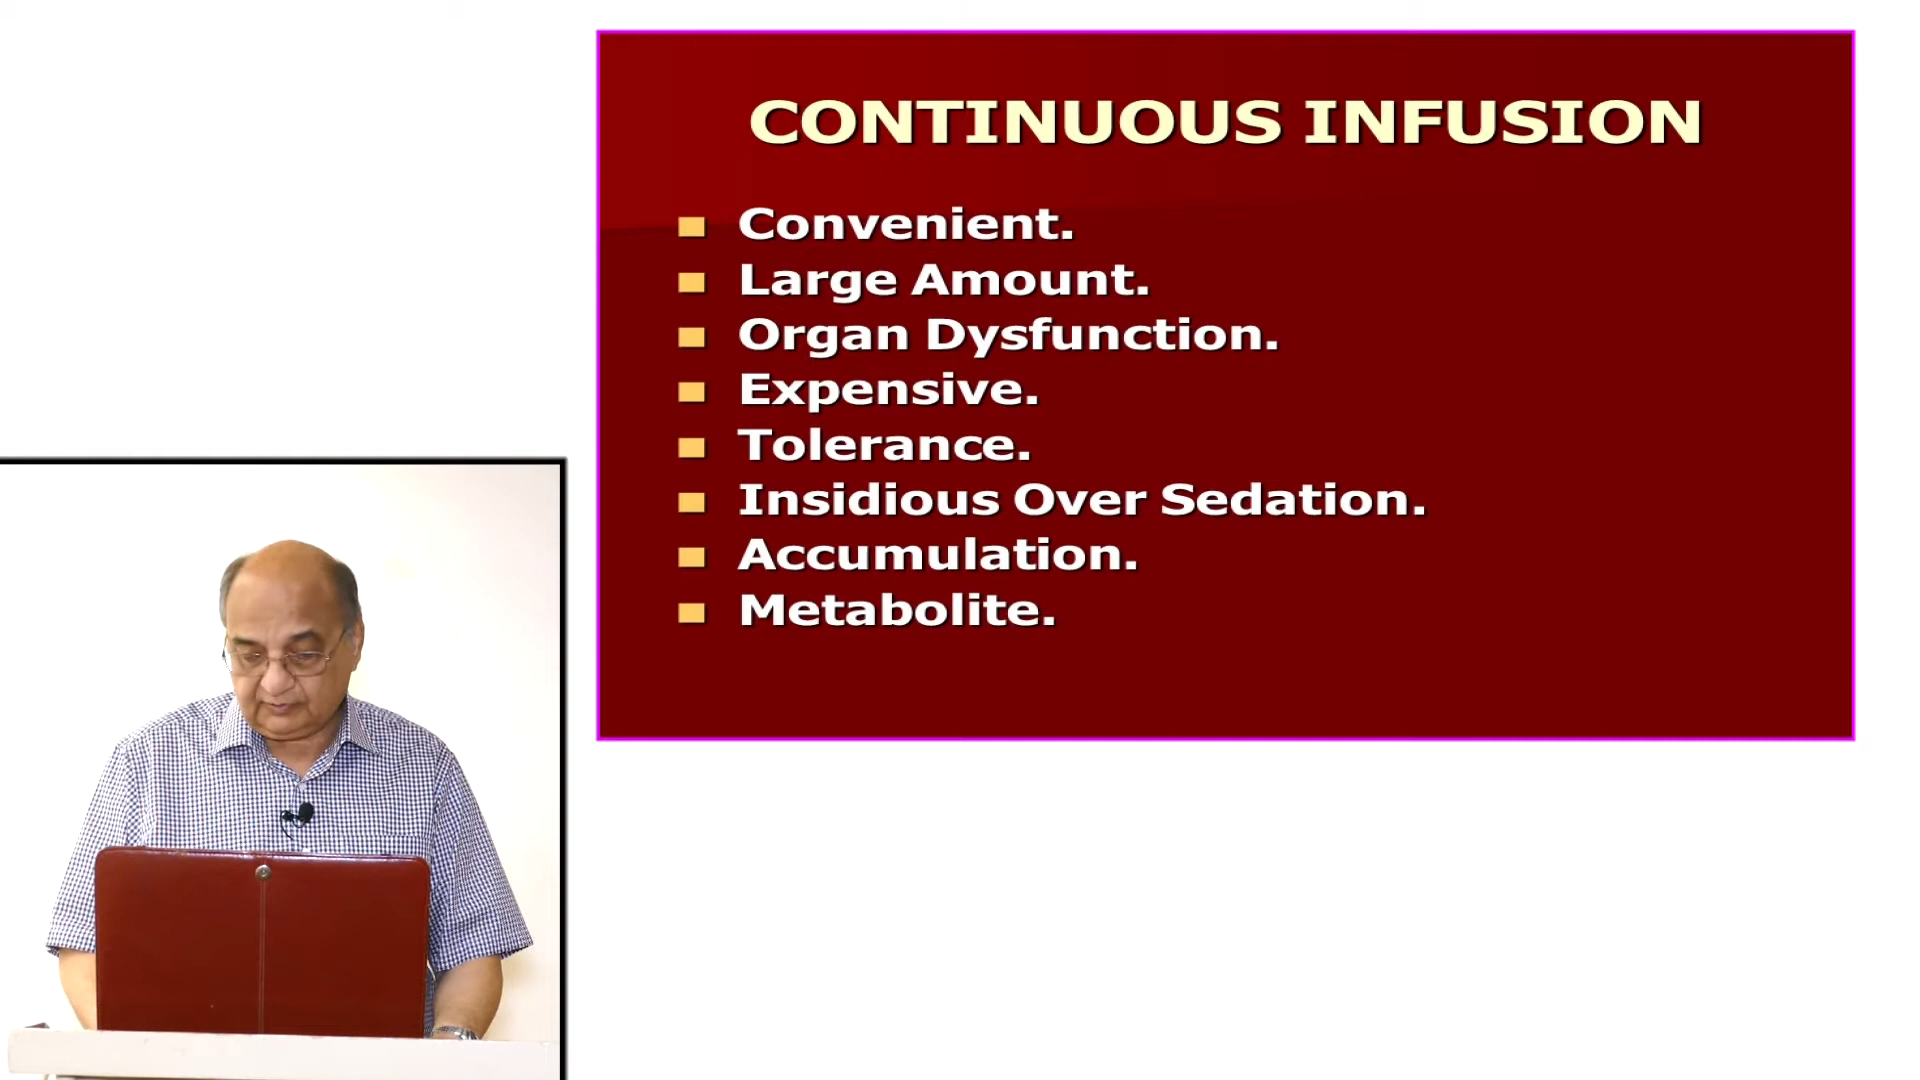 CONTINUOUS INFUSION
Convenient.
Large Amount.
Organ Dysfunction.
Expensive.
Tolerance.
Insidious Over Sedation.
Accumulation.
Metabolite.